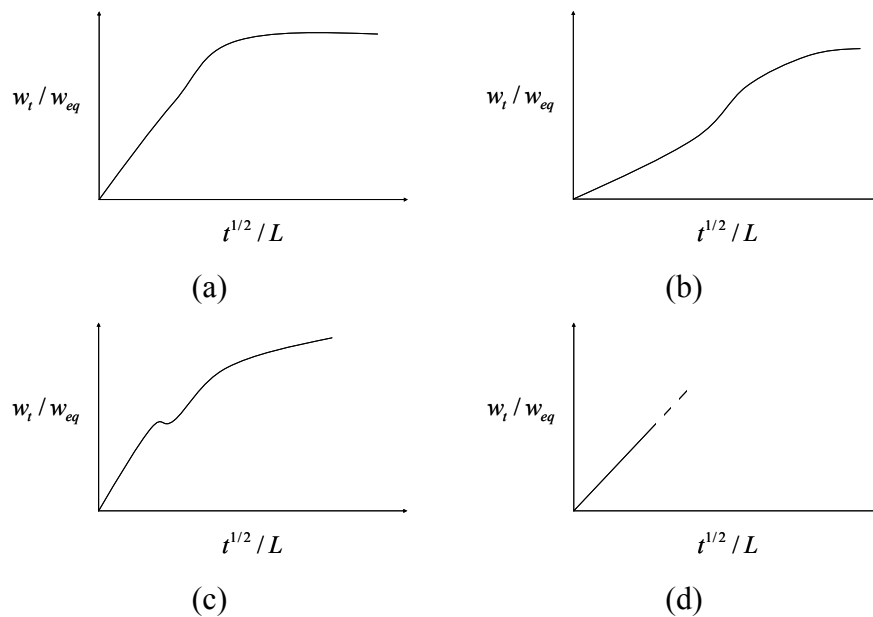 w_t / w_eq
t^{1/2} / L
(a)
w_t / w_eq
t^{1/2} / L
(b)
w_t / w_eq
t^{1/2} / L
(c)
w_t / w_eq
t^{1/2} / L
(d)